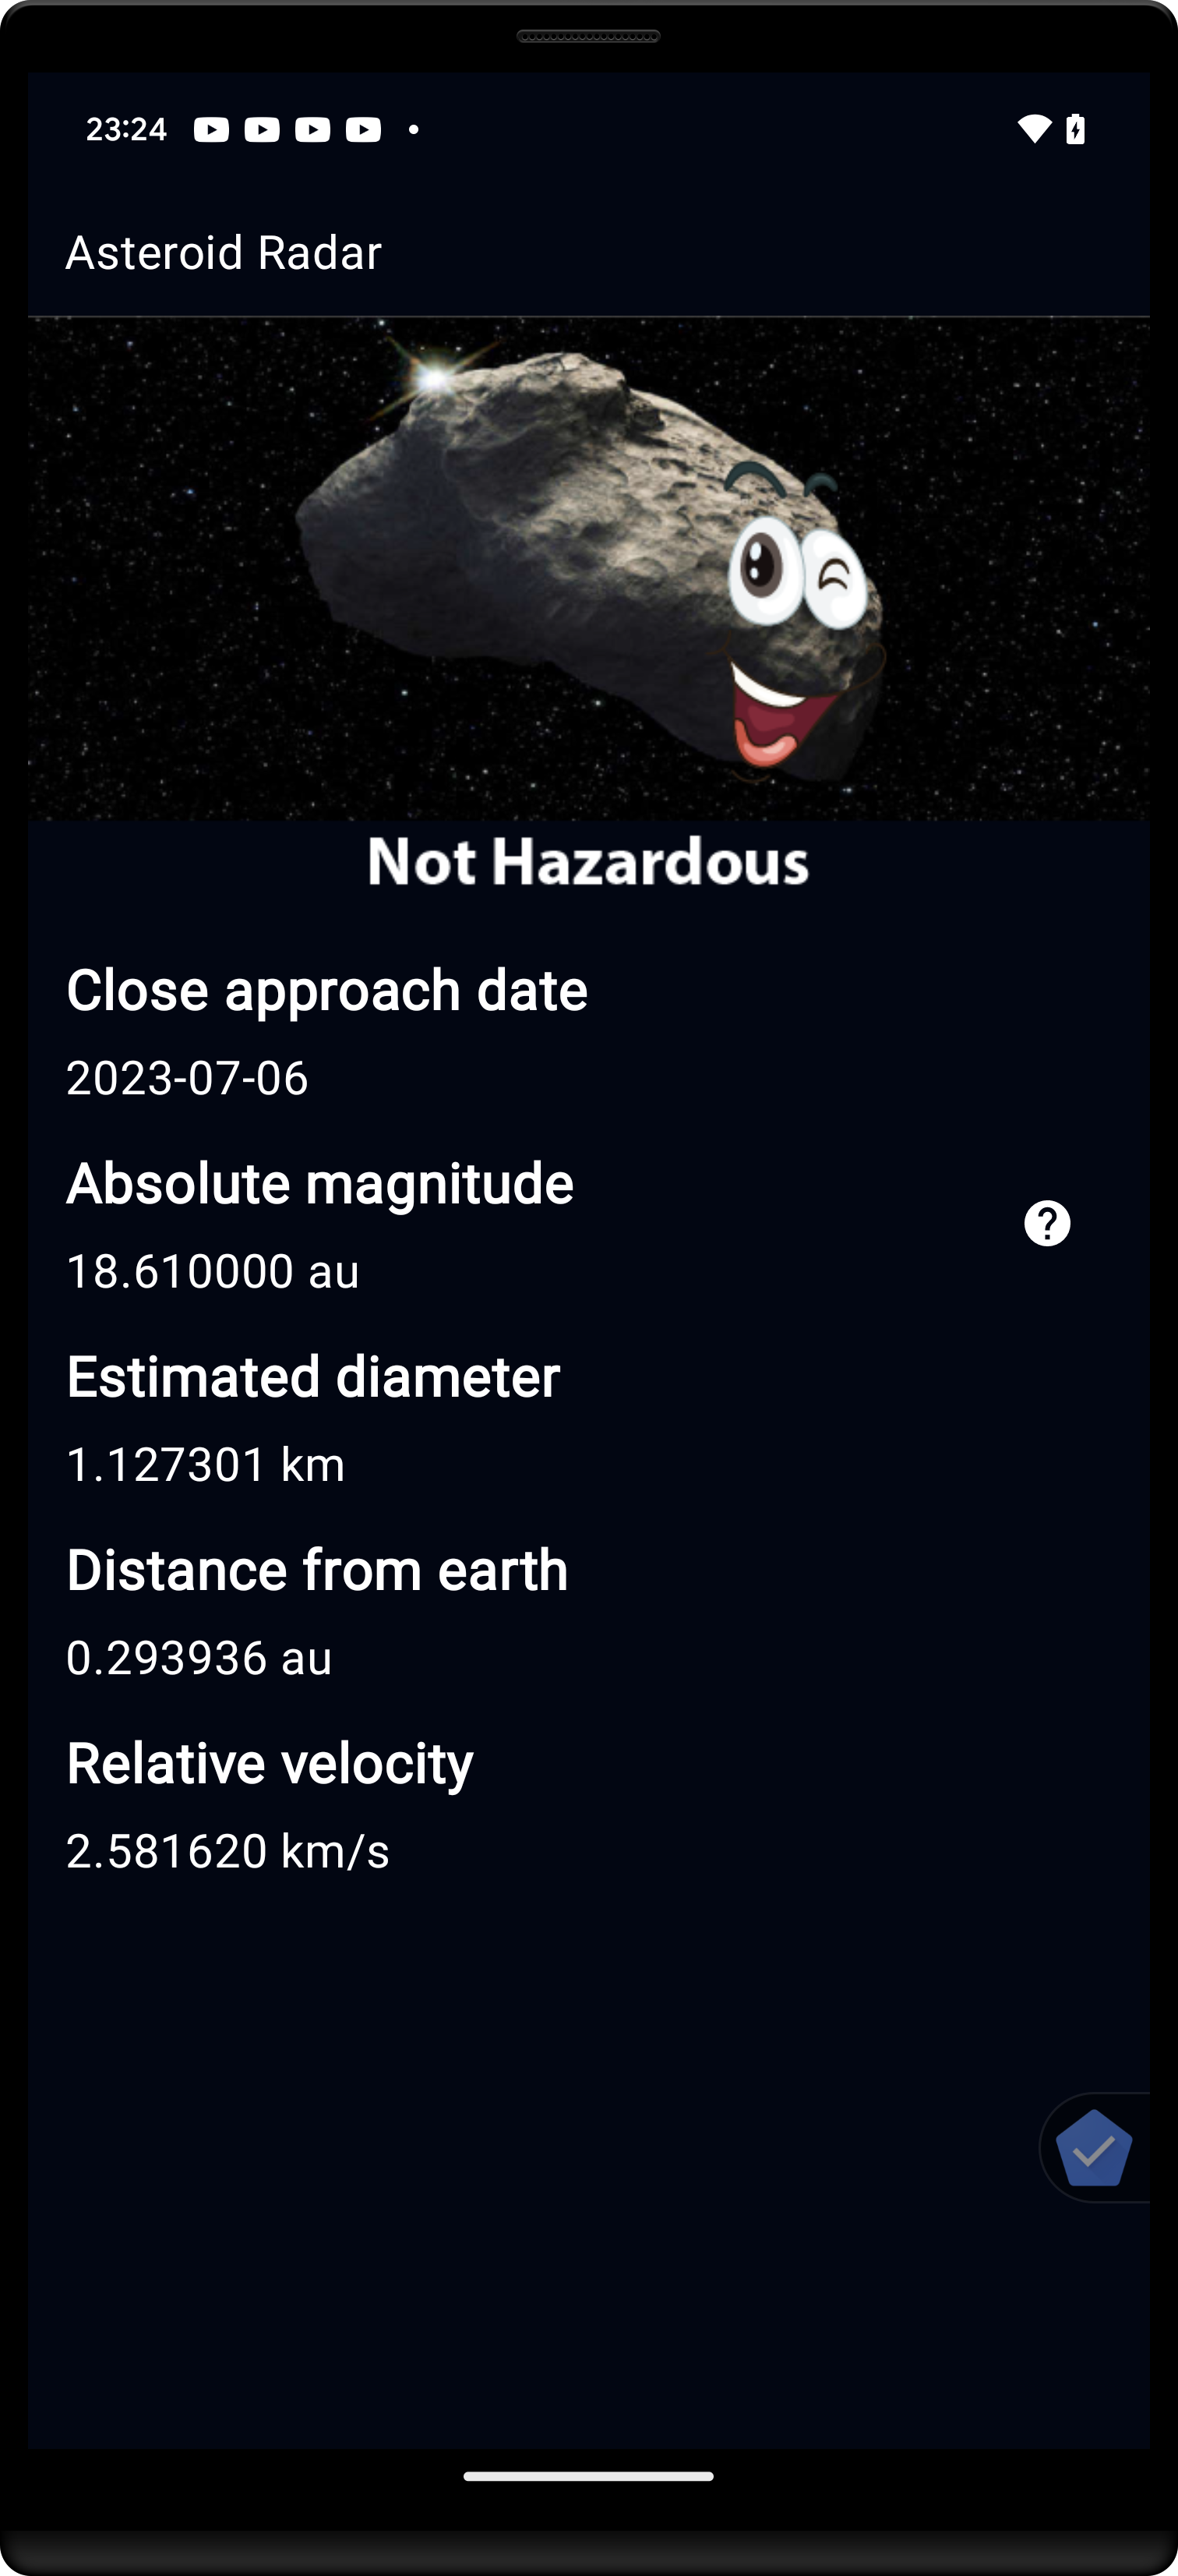 23:24
Asteroid Radar
Not Hazardous
Close approach date
2023-07-06
Absolute magnitude
18.610000 au
Estimated diameter
1.127301 km
Distance from earth
0.293936 au
Relative velocity
2.581620 km/s